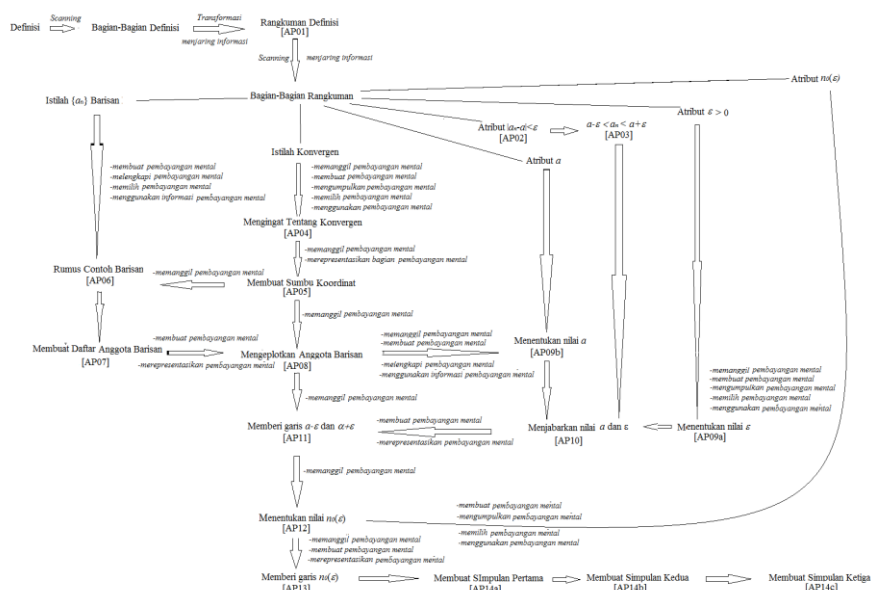 Definisi
Scanning
Bagian-Bagian Definisi
Transformasi
menjaring informasi
Rangkuman Definisi
[AP01]
Scanning
menjaring informasi
Bagian-Bagian Rangkuman
Istilah {aₙ} Barisan
Atribut n₀(ε)
Atribut ε > 0
Atribut |aₙ-a|<ε
[AP02]
a-ε < aₙ < a+ε
[AP03]
Atribut a
Istilah Konvergen
-membuat pembayangan mental
-melengkapi pembayangan mental
-memilih pembayangan mental
-menggunakan informasi pembayangan mental
-memanggil pembayangan mental
-membuat pembayangan mental
-mengumpulkan pembayangan mental
-memilih pembayangan mental
-menggunakan pembayangan mental
Mengingat Tentang Konvergen
[AP04]
-memanggil pembayangan mental
-merepresentasikan bagian pembayangan mental
Rumus Contoh Barisan
[AP06]
-memanggil pembayangan mental
Membuat Sumbu Koordinat
[AP05]
-memanggil pembayangan mental
Membuat Daftar Anggota Barisan
[AP07]
-membuat pembayangan mental
-merepresentasikan pembayangan mental
Mengeplotkan Anggota Barisan
[AP08]
-memanggil pembayangan mental
-membuat pembayangan mental
-melengkapi pembayangan mental
-menggunakan informasi pembayangan mental
Menentukan nilai a
[AP09b]
-memanggil pembayangan mental
-membuat pembayangan mental
-mengumpulkan pembayangan mental
-memilih pembayangan mental
-menggunakan pembayangan mental
-memanggil pembayangan mental
Memberi garis a-ε dan a+ε
[AP11]
-membuat pembayangan mental
-merepresentasikan pembayangan mental
Menjabarkan nilai a dan ε
[AP10]
Menentukan nilai ε
[AP09a]
-memanggil pembayangan mental
Menentukan nilai n₀(ε)
[AP12]
-membuat pembayangan mental
-mengumpulkan pembayangan mental
-memilih pembayangan mental
-menggunakan pembayangan mental
-memanggil pembayangan mental
-membuat pembayangan mental
-merepresentasikan pembayangan mental
Memberi garis n₀(ε)
[AP13]
Membuat SImpulan Pertama
[AP14a]
Membuat Simpulan Kedua
[AP14b]
Membuat Simpulan Ketiga
[AP14c]